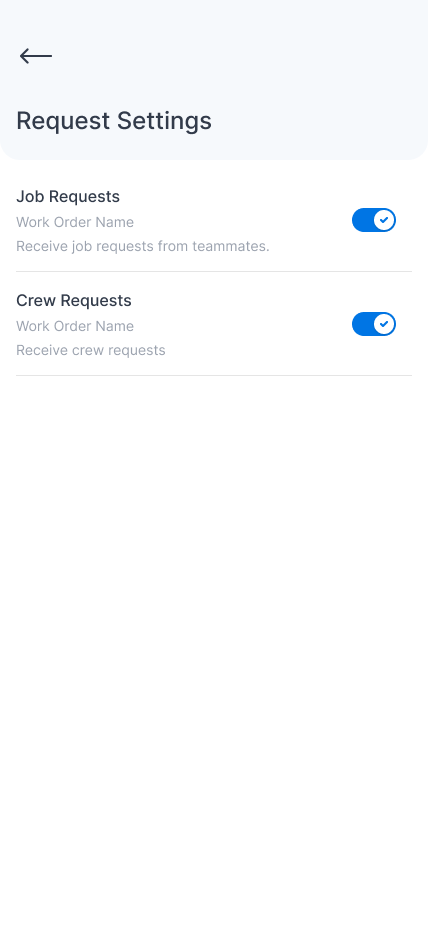 Request Settings
Job Requests
Work Order Name
Receive job requests from teammates.
Crew Requests
Work Order Name
Receive crew requests